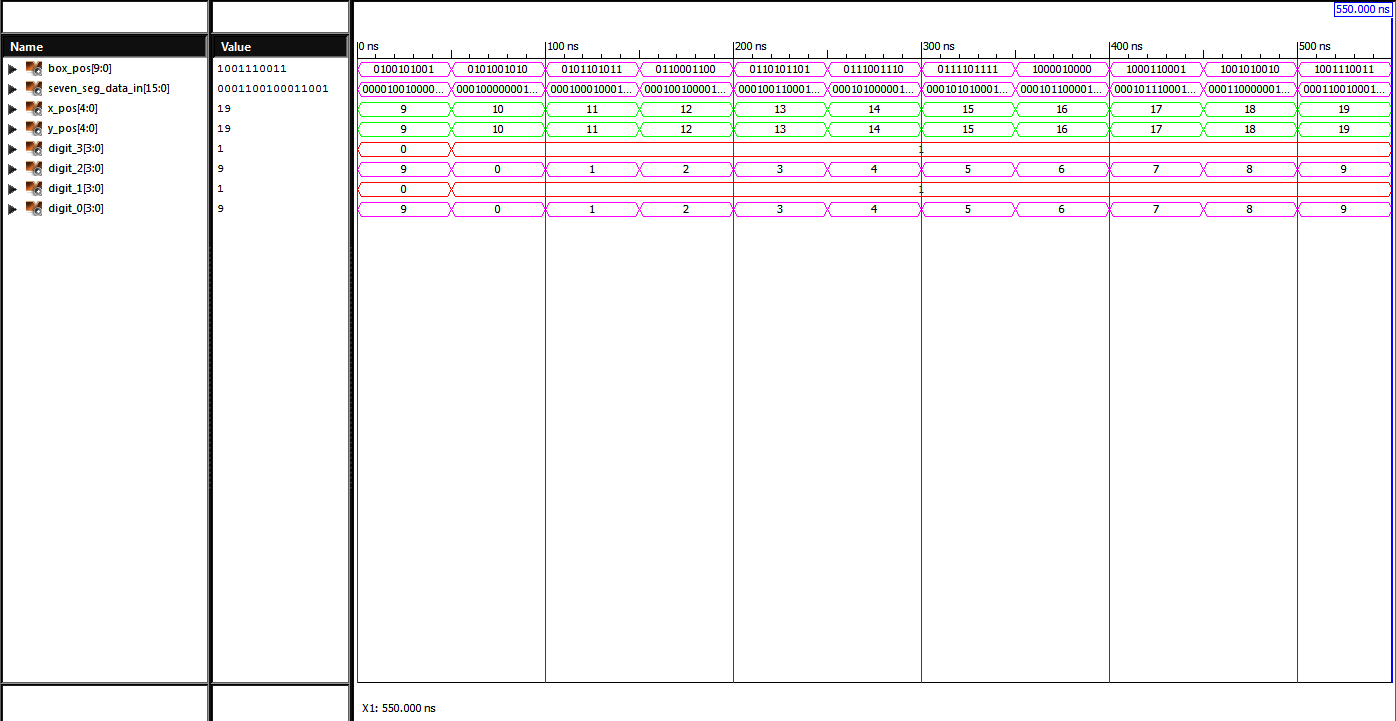 550.000 ns
Name Value 0 ns 100 ns 200 ns 300 ns 400 ns 500 ns
box_pos[9:0] 1001110011 0100101001 0101001010 0101101011 0110001100 0110101101 0111001110 0111101111 1000010000 1000110001 1001010010 1001110011
seven_seg_data_in[15:0] 0001100100011001 000010010000... 000100000001... 000100010001... 000100100001... 000100110001... 000101000001... 000101010001... 000101100001... 000101110001... 000110000001... 000110010001...
x_pos[4:0] 19 9 10 11 12 13 14 15 16 17 18 19
y_pos[4:0] 19 9 10 11 12 13 14 15 16 17 18 19
digit_3[3:0] 1 0 1
digit_2[3:0] 9 9 0 1 2 3 4 5 6 7 8 9
digit_1[3:0] 1 0 1
digit_0[3:0] 9 9 0 1 2 3 4 5 6 7 8 9
X1: 550.000 ns